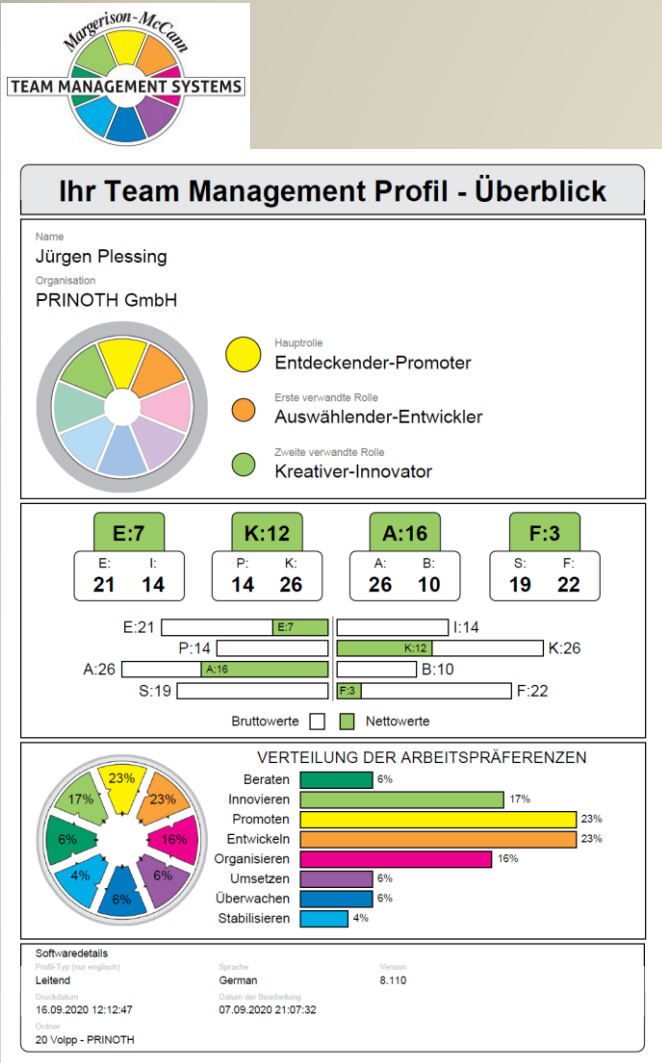 Margerison-McCann
TEAM MANAGEMENT SYSTEMS
Ihr Team Management Profil - Überblick
Name
Jürgen Plessing
Organisation
PRINOTH GmbH
Hauptrolle
Entdeckender-Promoter
Erste verwandte Rolle
Auswählender-Entwickler
Zweite verwandte Rolle
Kreativer-Innovator
E:7 K:12 A:16 F:3
E: I: P: K: A: B: S: F:
21 14 14 26 26 10 19 22
E:21 E:7 I:14
P:14 K:12 K:26
A:26 A:16 B:10
S:19 F:3 F:22
Bruttowerte Nettowerte
VERTEILUNG DER ARBEITSPRÄFERENZEN
23%
17% 23%
6% 16%
4% 6%
6%
Beraten 6%
Innovieren 17%
Promoten 23%
Entwickeln 23%
Organisieren 16%
Umsetzen 6%
Überwachen 6%
Stabilisieren 4%
Softwaredetails
Profil-Typ (nur englisch) Sprache Version
Leitend German 8.110
Druckdatum Datum der Bearbeitung
16.09.2020 12:12:47 07.09.2020 21:07:32
Ordner
20 Volpp - PRINOTH